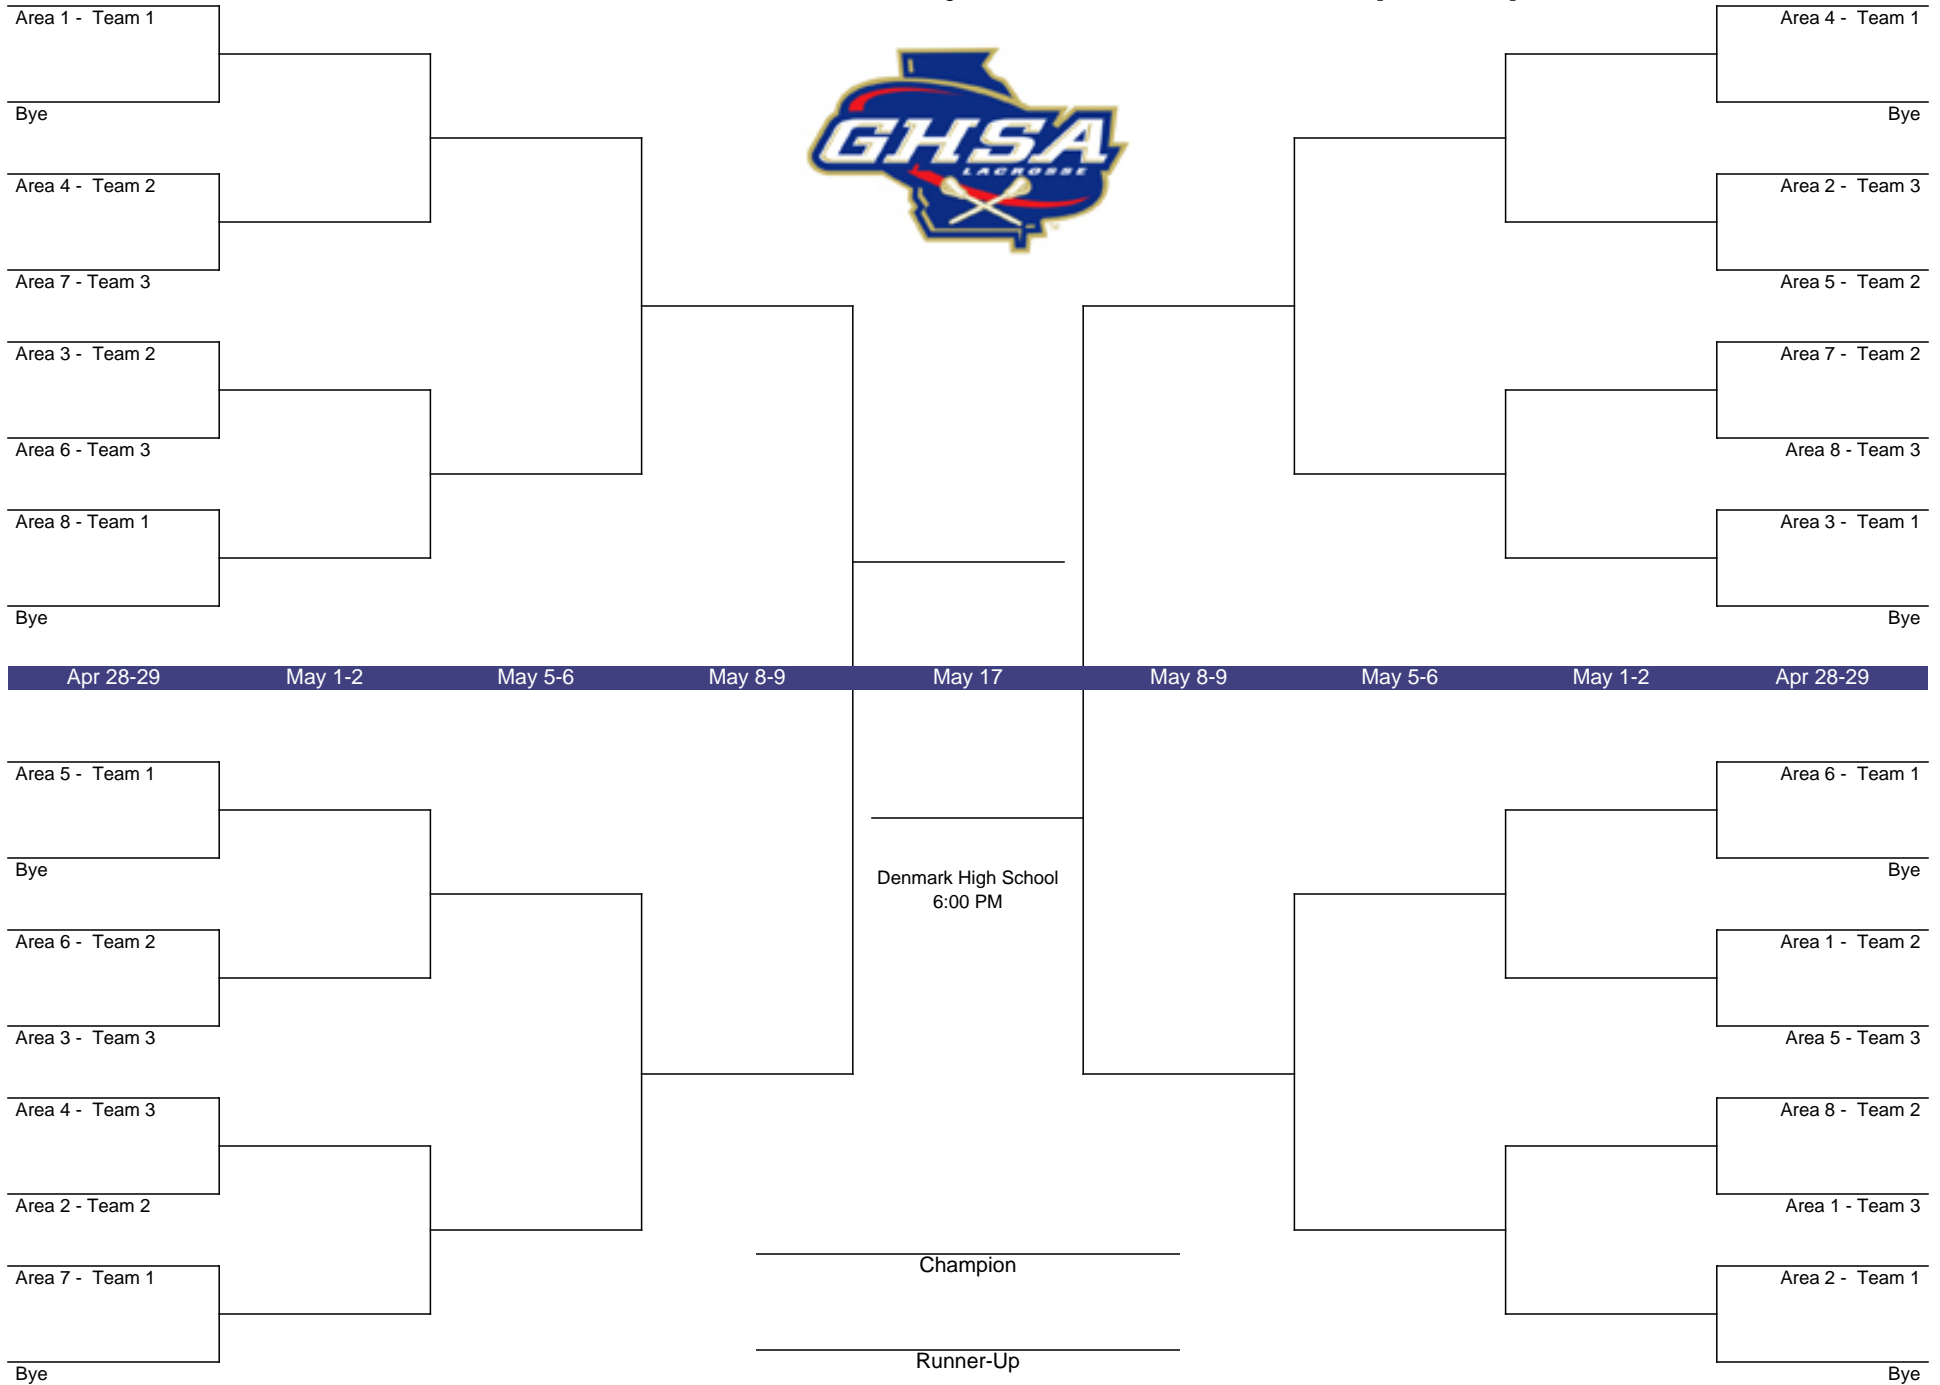 Area 1 -  Team 1
Area 4 -  Team 1
Bye
Bye
GHSA
LACROSSE
Area 4 -  Team 2
Area 2 -  Team 3
Area 7 - Team 3
Area 5 -  Team 2
Area 3 -  Team 2
Area 7 -  Team 2
Area 6 - Team 3
Area 8 - Team 3
Area 8 - Team 1
Area 3 -  Team 1
Bye
Bye
Apr 28-29 May 1-2 May 5-6 May 8-9 May 17 May 8-9 May 5-6 May 1-2 Apr 28-29
Area 5 -  Team 1
Area 6 -  Team 1
Bye
Bye
Denmark High School
6:00 PM
Area 6 -  Team 2
Area 1 -  Team 2
Area 3 -  Team 3
Area 5 - Team 3
Area 4 -  Team 3
Area 8 -  Team 2
Area 2 - Team 2
Area 1 - Team 3
Champion
Area 7 -  Team 1
Area 2 -  Team 1
Runner-Up
Bye
Bye